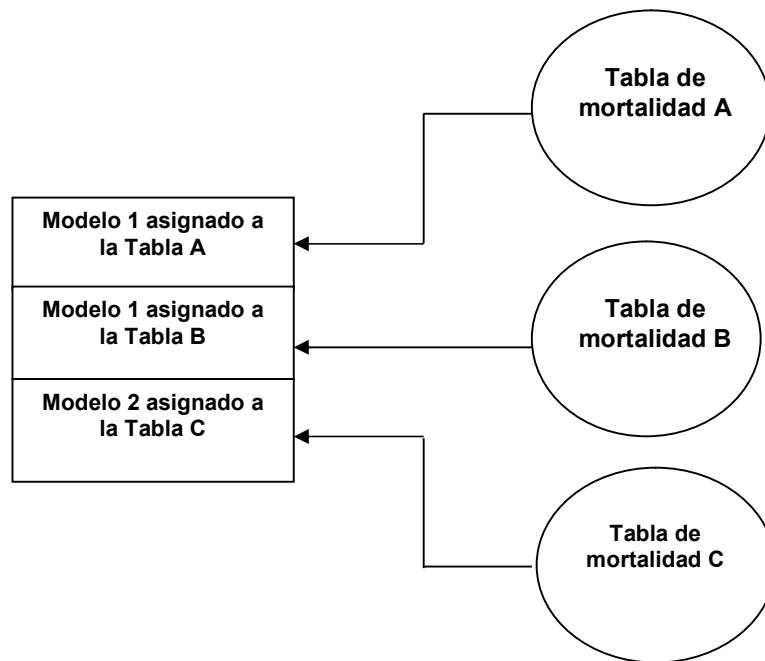 Tabla de
mortalidad A
Modelo 1 asignado a
la Tabla A
Modelo 1 asignado a
la Tabla B
Tabla de
mortalidad B
Modelo 2 asignado a
la Tabla C
Tabla de
mortalidad C